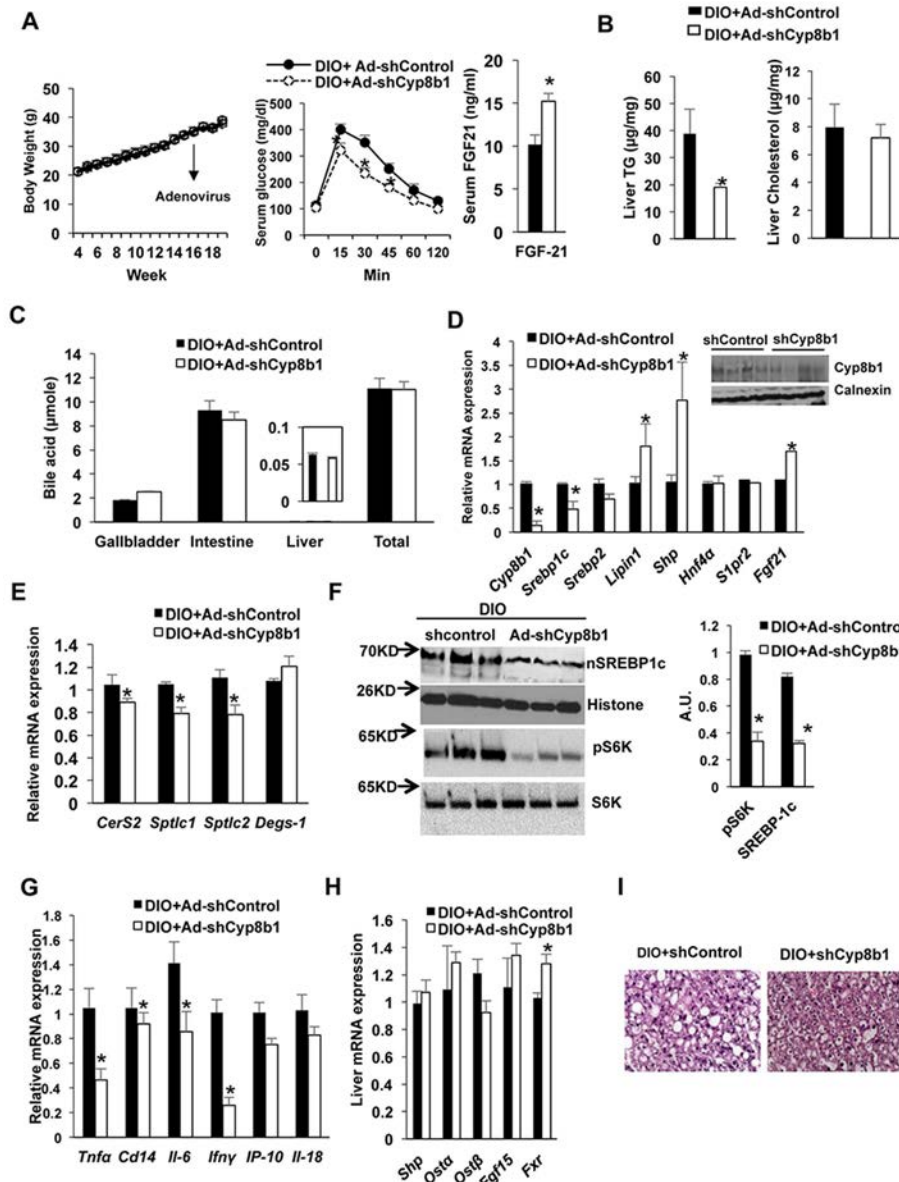 A
DIO+ Ad-shControl
DIO+Ad-shCyp8b1
Body Weight (g)
50
40
30
20
10
0
4 6 8 10 12 14 16 18
Week
Adenovirus
Serum glucose (mg/dl)
500
400
300
200
100
0
0 15 30 45 60 120
Min
* * *
Serum FGF21 (ng/ml)
20
15
10
5
0
*
FGF-21
B
DIO+Ad-shControl
DIO+Ad-shCyp8b1
Liver TG (µg/mg)
60
50
40
30
20
10
0
*
Liver Cholesterol (µg/mg)
12
10
8
6
4
2
0
C
DIO+Ad-shControl
DIO+Ad-shCyp8b1
Bile acid (µmole)
14
12
10
8
6
4
2
0
0.1
0.05
0
Gallbladder Intestine Liver Total
D
DIO+Ad-shControl
DIO+Ad-shCyp8b1
shControl shCyp8b1
Cyp8b1
Calnexin
Relative mRNA expression
4
3.5
3
2.5
2
1.5
1
0.5
0
* * * * *
Cyp8b1 Srebp1c Srebp2 Lipin1 Shp Hnf4α S1pr2 Fgf21
E
DIO+Ad-shControl
DIO+Ad-shCyp8b1
Relative mRNA expression
1.4
1.2
1
0.8
0.6
0.4
0.2
0
* * *
CerS2 Sptlc1 Sptlc2 Degs-1
F
DIO
shcontrol Ad-shCyp8b1
70KD
nSREBP1c
26KD
Histone
65KD
pS6K
65KD
S6K
DIO+Ad-shControl
DIO+Ad-shCyp8b
A.U.
1.2
1
0.8
0.6
0.4
0.2
0
* *
pS6K
SREBP-1c
G
DIO+Ad-shControl
DIO+Ad-shCyp8b1
Relative mRNA expression
1.8
1.6
1.4
1.2
1
0.8
0.6
0.4
0.2
0
* * * *
Tnfα Cd14 Il-6 Ifnγ IP-10 Il-18
H
DIO+Ad-shControl
DIO+Ad-shCyp8b1
Liver mRNA expression
1.6
1.4
1.2
1
0.8
0.6
0.4
0.2
0
*
Shp Ostα Ostβ Fgf15 Fxr
I
DIO+shControl DIO+shCyp8b1